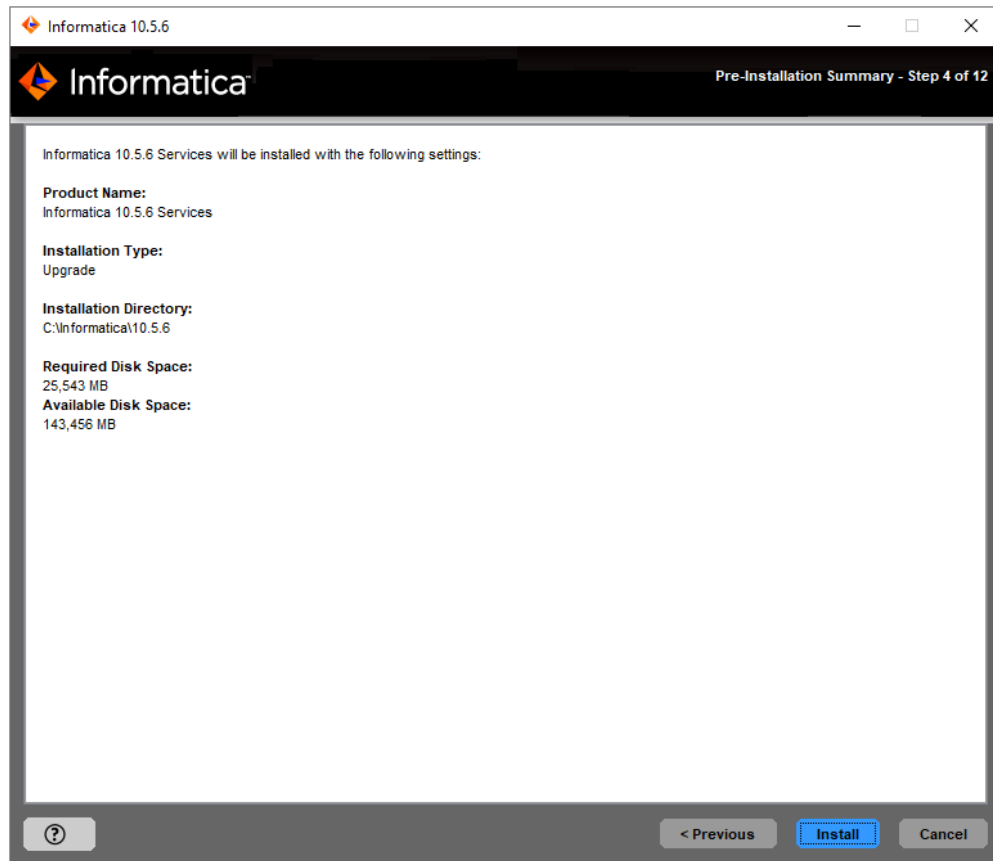 Informatica 10.5.6
Informatica™
Pre-Installation Summary - Step 4 of 12
Informatica 10.5.6 Services will be installed with the following settings:
Product Name:
Informatica 10.5.6 Services
Installation Type:
Upgrade
Installation Directory:
C:\Informatica\10.5.6
Required Disk Space:
25,543 MB
Available Disk Space:
143,456 MB
?
< Previous
Install
Cancel